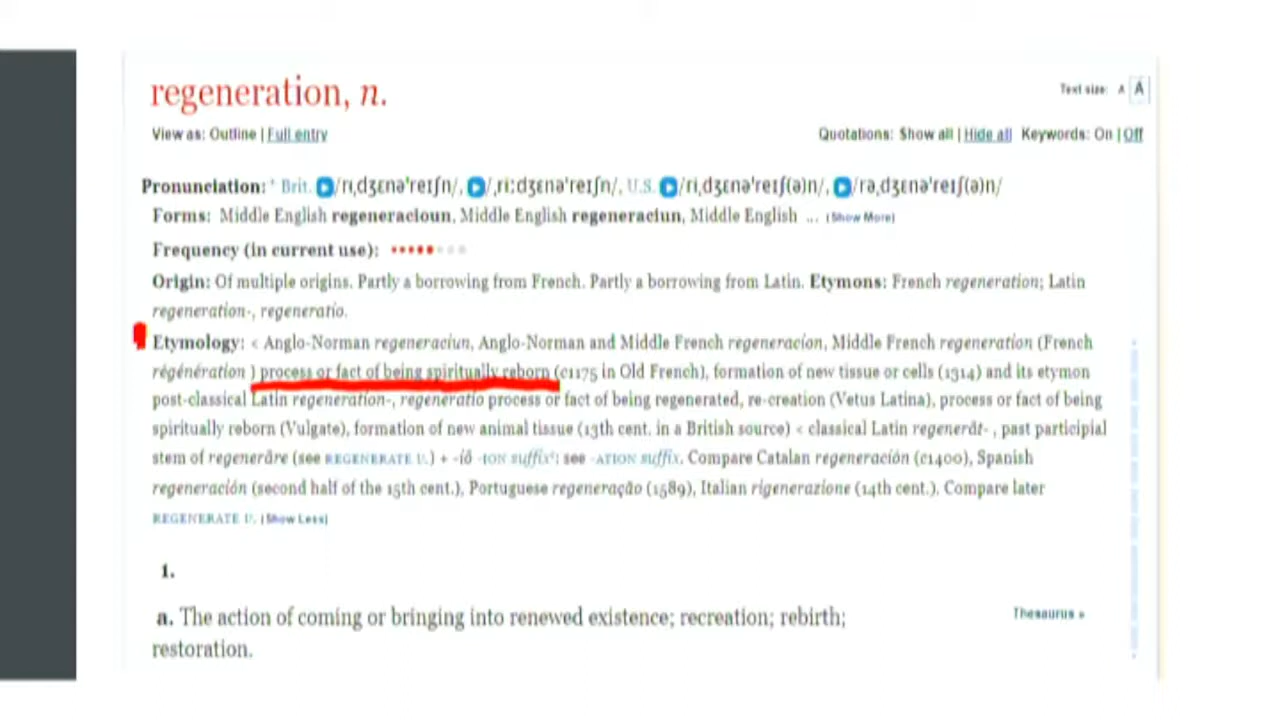 regeneration, n.
Text size: A A
View as: Outline | Full entry
Quotations: Show all | Hide all Keywords: On | Off
Pronunciation: Brit. /rɪˌdʒɛnəˈreɪʃn/, /ˌriːdʒɛnəˈreɪʃn/, U.S. /riˌdʒɛnəˈreɪʃ(ə)n/, /rəˌdʒɛnəˈreɪʃ(ə)n/
Forms: Middle English regeneracioun, Middle English regeneraciun, Middle English ... (Show More)
Frequency (in current use):
Origin: Of multiple origins. Partly a borrowing from French. Partly a borrowing from Latin. Etymons: French regeneration; Latin
regeneration-, regeneratio.
Etymology: < Anglo-Norman regeneraciun, Anglo-Norman and Middle French regeneracion, Middle French regeneration (French
régénération ) process or fact of being spiritually reborn (c1175 in Old French), formation of new tissue or cells (1314) and its etymon
post-classical Latin regeneration-, regeneratio process or fact of being regenerated, re-creation (Vetus Latina), process or fact of being
spiritually reborn (Vulgate), formation of new animal tissue (13th cent. in a British source) < classical Latin regenerāt- , past participial
stem of regenerāre (see REGENERATE v.) + -iō -ION suffix¹: see -ATION suffix. Compare Catalan regeneración (c1400), Spanish
regeneración (second half of the 15th cent.), Portuguese regeneração (1589), Italian rigenerazione (14th cent.). Compare later
REGENERATE v. (Show Less)
1.
a. The action of coming or bringing into renewed existence; recreation; rebirth;
Thesaurus »
restoration.